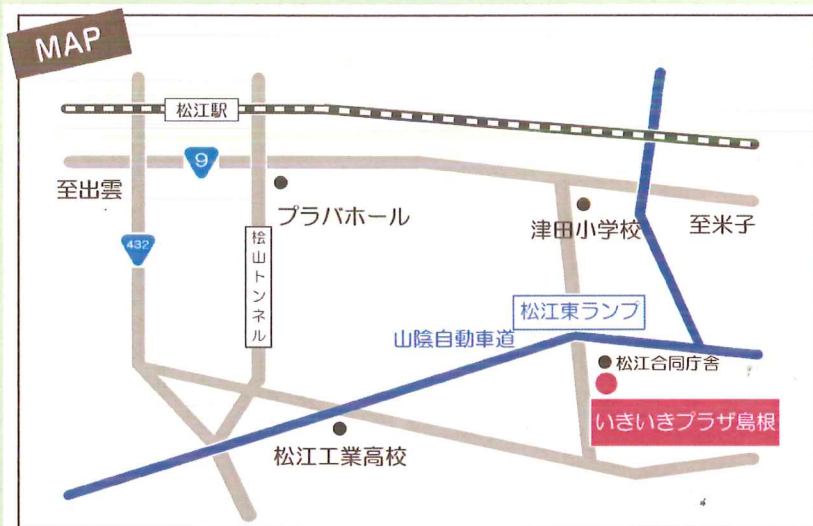 MAP
松江駅
9
至出雲
プラバホール
津田小学校
至米子
432
桧山トンネル
松江東ランプ
山陰自動車道
松江合同庁舎
いきいきプラザ島根
松江工業高校